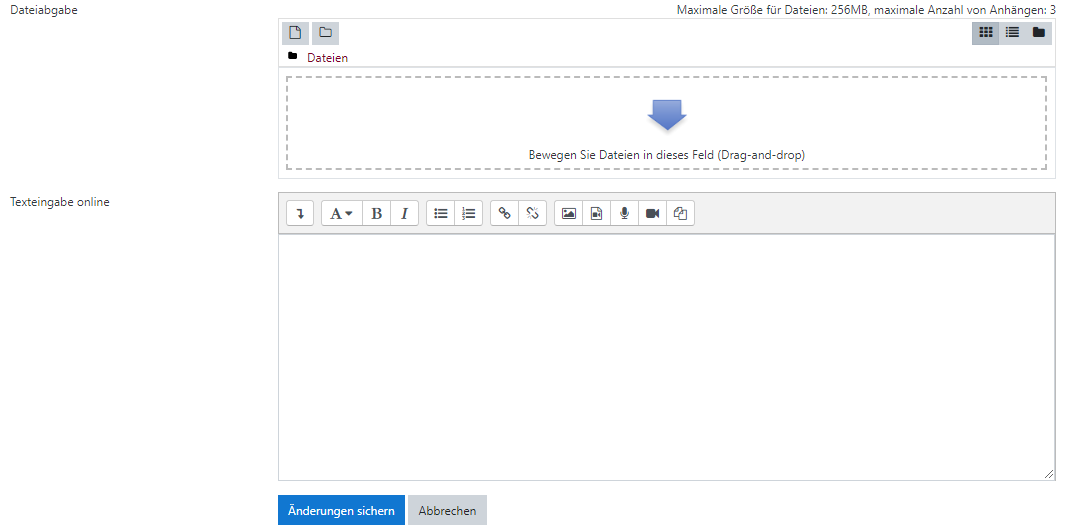 Dateiabgabe
Maximale Größe für Dateien: 256MB, maximale Anzahl von Anhängen: 3
Dateien
Bewegen Sie Dateien in dieses Feld (Drag-and-drop)
Texteingabe online
A B I
Änderungen sichern Abbrechen